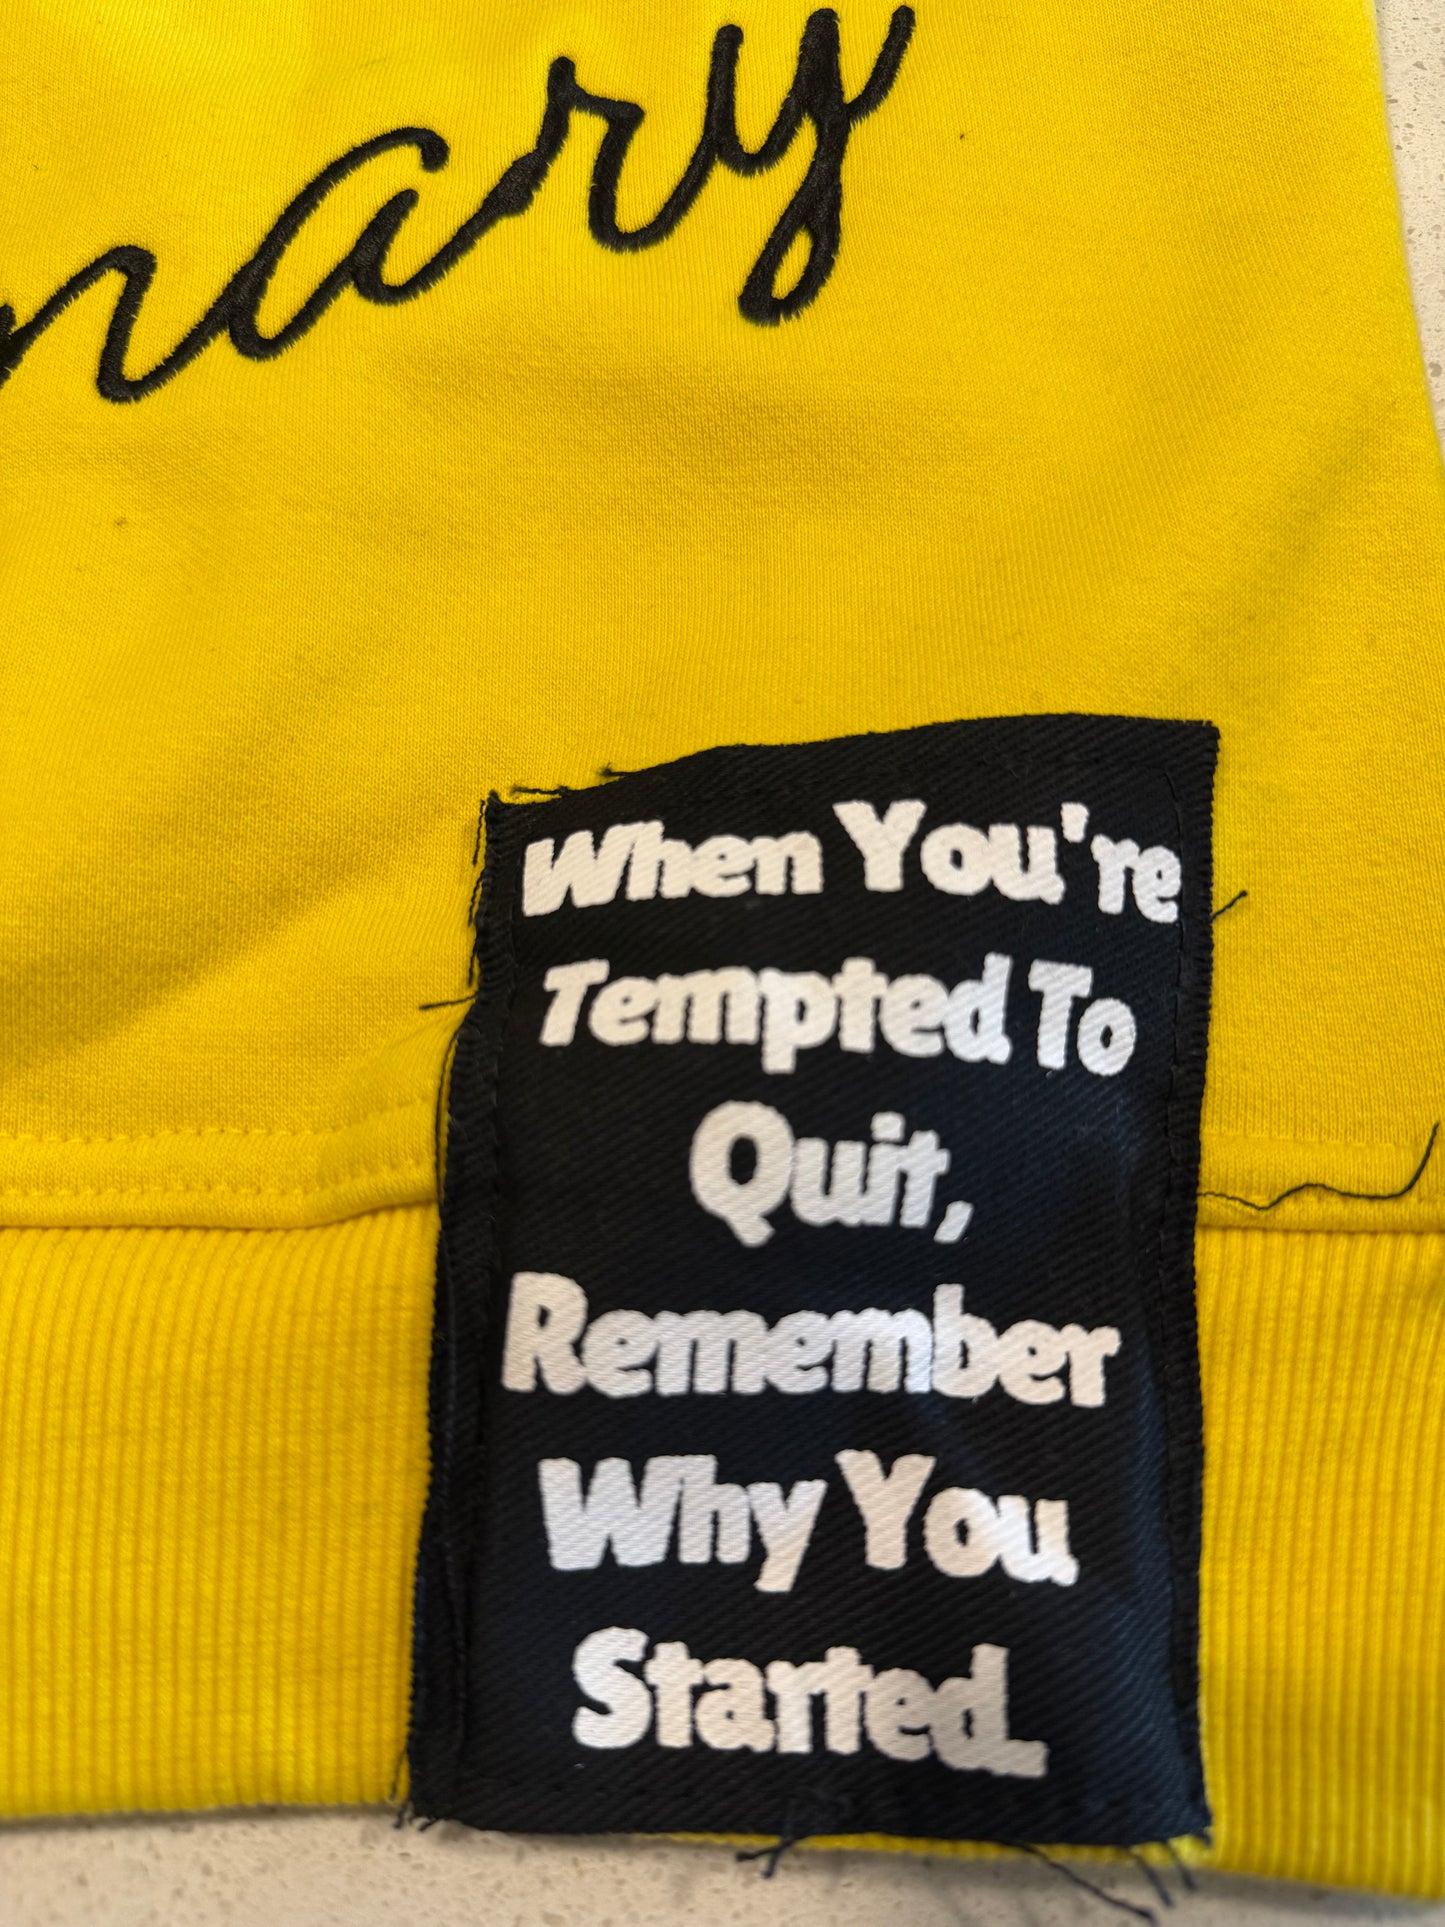 nary
When You're
Tempted To
Quit,
Remember
Why You
Started.